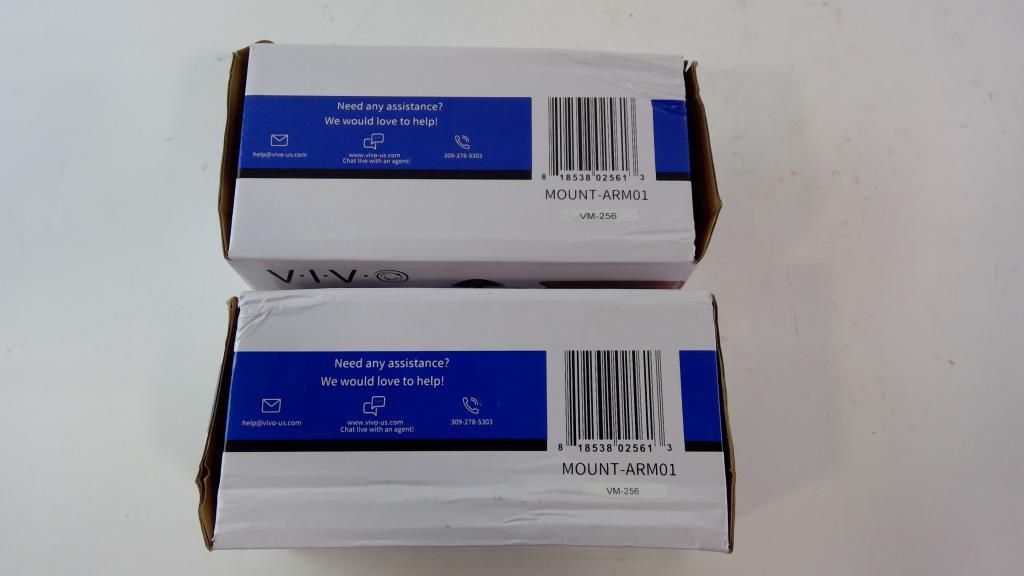 Need any assistance?
We would love to help!
help@vivo-us.com
www.vivo-us.com
Chat live with an agent!
309-278-5303
8 18538 02561 3
MOUNT-ARM01
VM-256
V·I·V·O
Need any assistance?
We would love to help!
help@vivo-us.com
www.vivo-us.com
Chat live with an agent!
309-278-5303
8 18538 02561 3
MOUNT-ARM01
VM-256